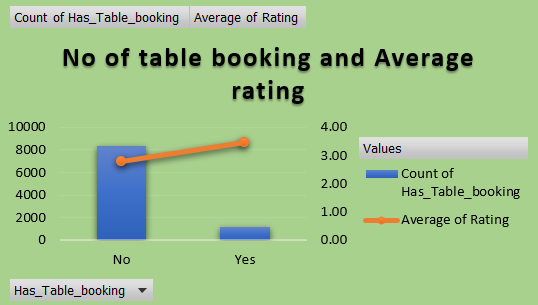 Count of Has_Table_booking Average of Rating
No of table booking and Average
rating
10000
8000
6000
4000
2000
0
4.00
3.00
2.00
1.00
0.00
No Yes
Values
Count of
Has_Table_booking
Average of Rating
Has_Table_booking